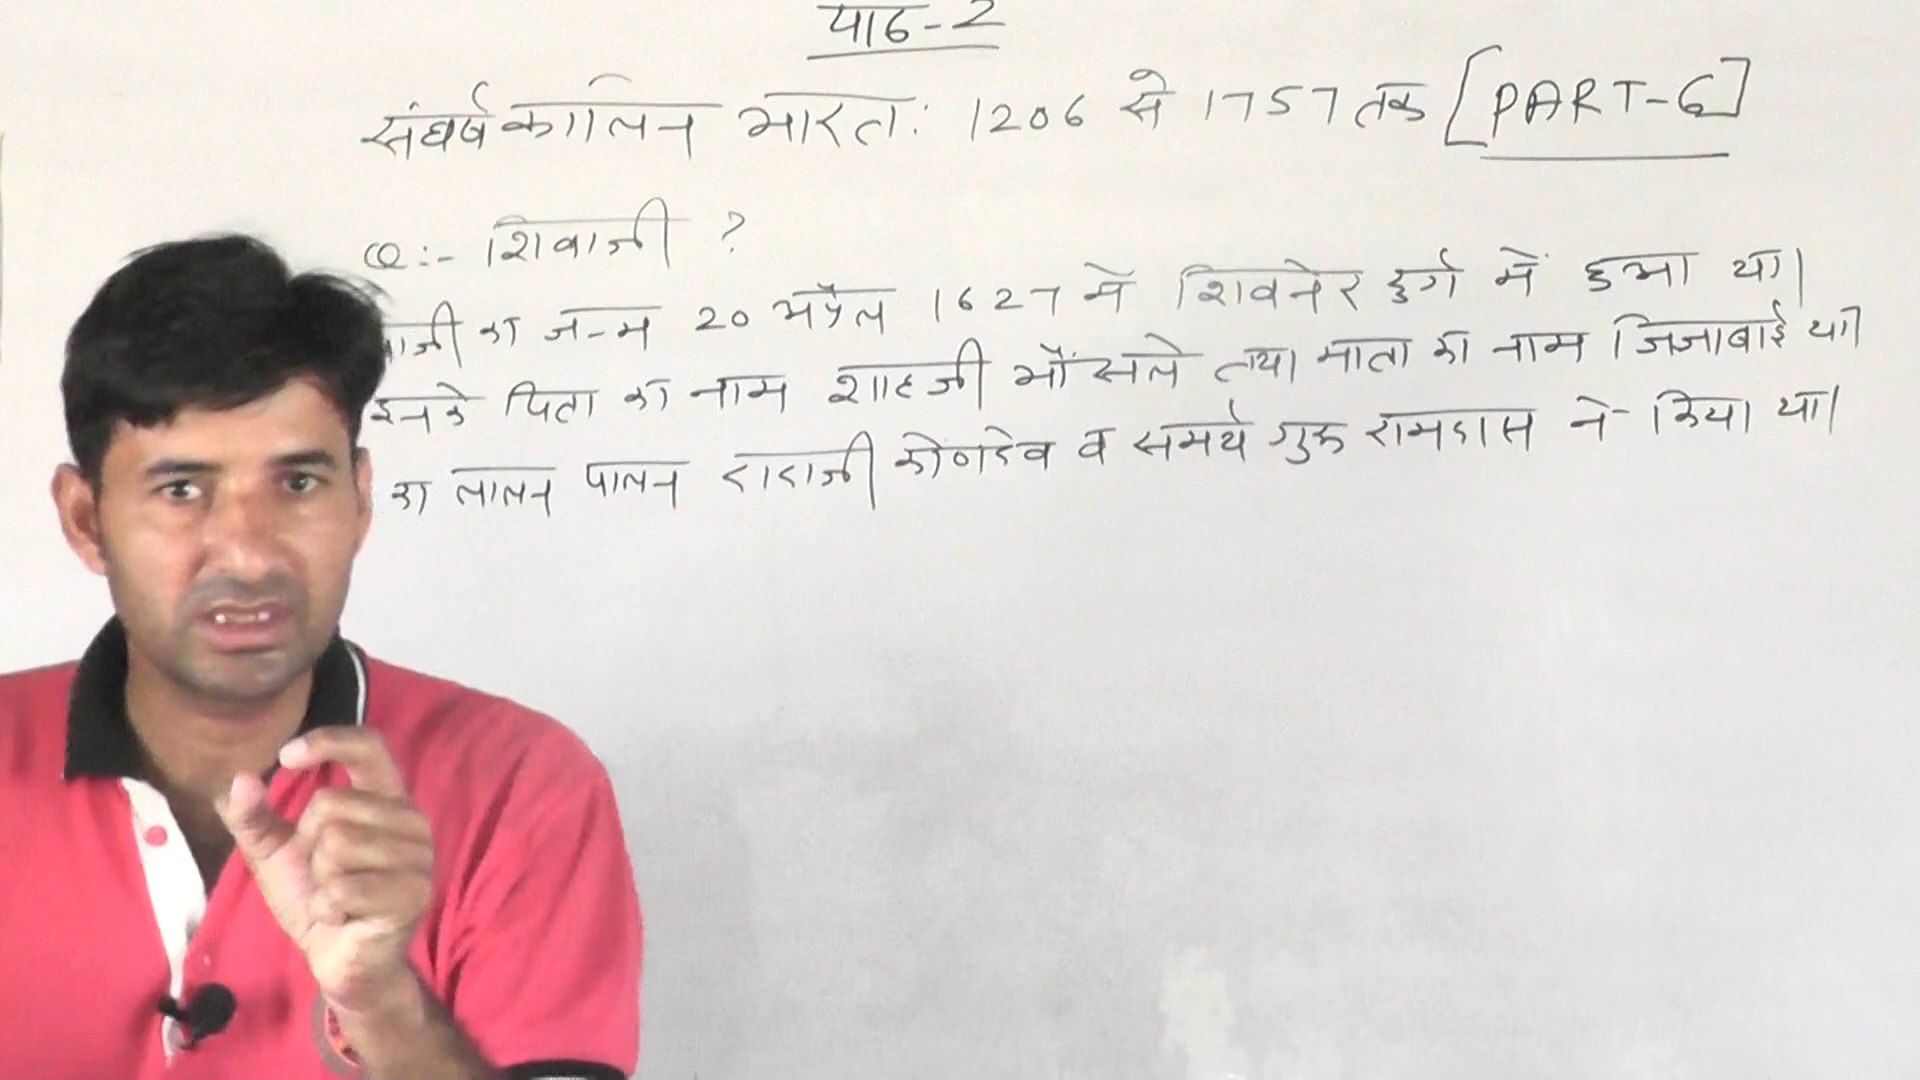 पाठ-2
संघर्षकालिन भारत: 1206 से 1757 तक [PART-6]
Q:- शिवाजी ?
जी का जन्म 20 अप्रैल 1627 में शिवनेर दुर्ग में हुआ था।
इनके पिता का नाम शाहजी भोंसले तथा माता का नाम जिजाबाई था।
का लालन पालन दादाजी कोणदेव व समर्थ गुरू रामदास ने किया था।